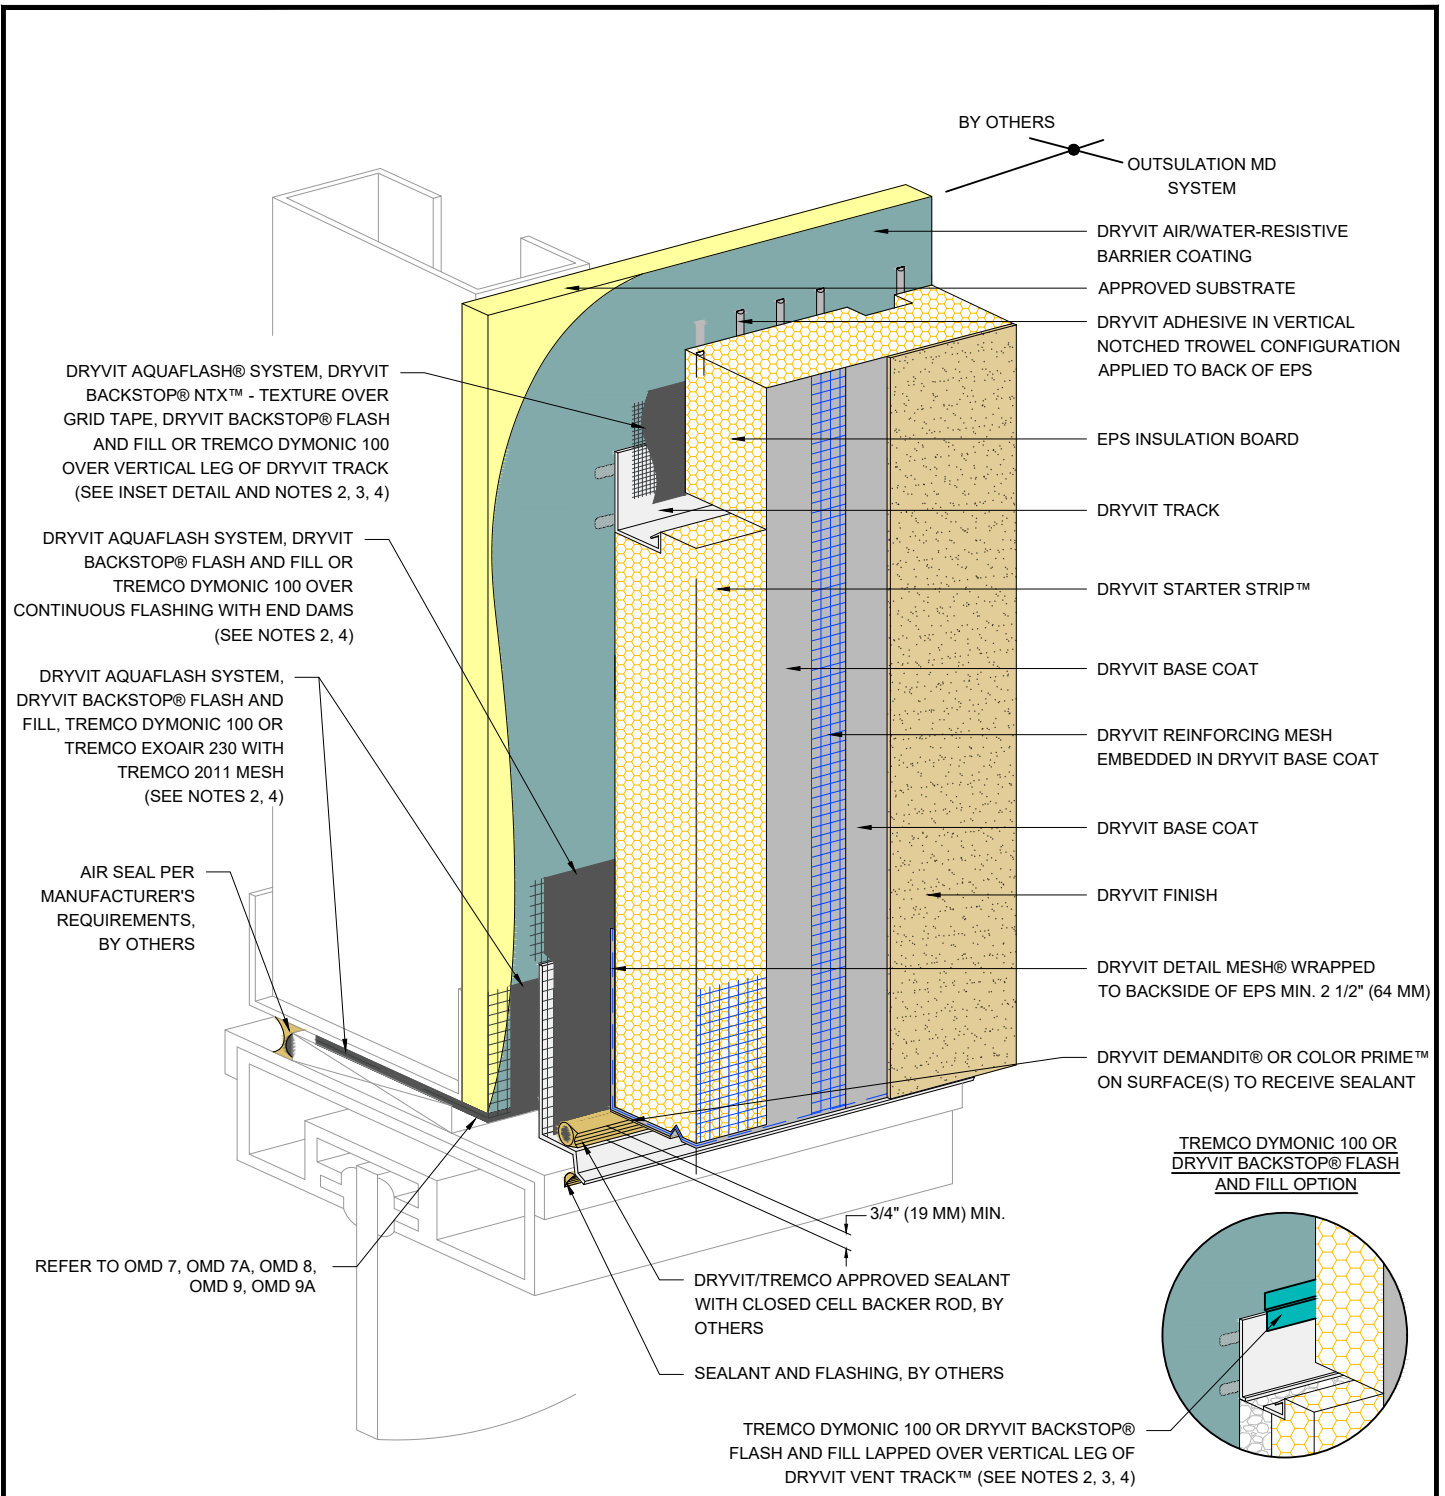 BY OTHERS
OUTSULATION MD
SYSTEM
DRYVIT AIR/WATER-RESISTIVE
BARRIER COATING
APPROVED SUBSTRATE
DRYVIT ADHESIVE IN VERTICAL
NOTCHED TROWEL CONFIGURATION
APPLIED TO BACK OF EPS
EPS INSULATION BOARD
DRYVIT TRACK
DRYVIT STARTER STRIP™
DRYVIT BASE COAT
DRYVIT REINFORCING MESH
EMBEDDED IN DRYVIT BASE COAT
DRYVIT BASE COAT
DRYVIT FINISH
DRYVIT DETAIL MESH® WRAPPED
TO BACKSIDE OF EPS MIN. 2 1/2" (64 MM)
DRYVIT DEMANDIT® OR COLOR PRIME™
ON SURFACE(S) TO RECEIVE SEALANT
DRYVIT AQUAFLASH® SYSTEM, DRYVIT
BACKSTOP® NTX™ - TEXTURE OVER
GRID TAPE, DRYVIT BACKSTOP® FLASH
AND FILL OR TREMCO DYMONIC 100
OVER VERTICAL LEG OF DRYVIT TRACK
(SEE INSET DETAIL AND NOTES 2, 3, 4)
DRYVIT AQUAFLASH SYSTEM, DRYVIT
BACKSTOP® FLASH AND FILL OR
TREMCO DYMONIC 100 OVER
CONTINUOUS FLASHING WITH END DAMS
(SEE NOTES 2, 4)
DRYVIT AQUAFLASH SYSTEM,
DRYVIT BACKSTOP® FLASH AND
FILL, TREMCO DYMONIC 100 OR
TREMCO EXOAIR 230 WITH
TREMCO 2011 MESH
(SEE NOTES 2, 4)
AIR SEAL PER
MANUFACTURER'S
REQUIREMENTS,
BY OTHERS
REFER TO OMD 7, OMD 7A, OMD 8,
OMD 9, OMD 9A
3/4" (19 MM) MIN.
DRYVIT/TREMCO APPROVED SEALANT
WITH CLOSED CELL BACKER ROD, BY
OTHERS
SEALANT AND FLASHING, BY OTHERS
TREMCO DYMONIC 100 OR
DRYVIT BACKSTOP® FLASH
AND FILL OPTION
TREMCO DYMONIC 100 OR DRYVIT BACKSTOP®
FLASH AND FILL LAPPED OVER VERTICAL LEG OF
DRYVIT VENT TRACK™ (SEE NOTES 2, 3, 4)